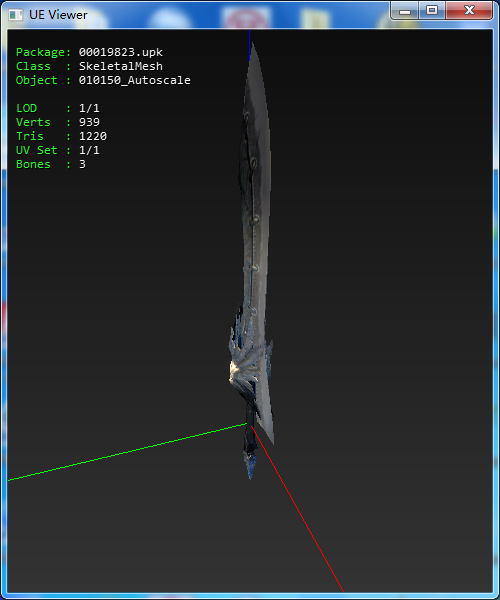 UE Viewer
Package: 00019823.upk
Class : SkeletalMesh
Object : 010150_Autoscale
LOD : 1/1
Verts : 939
Tris : 1220
UV Set : 1/1
Bones : 3